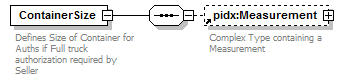 ContainerSize
pidx:Measurement
Defines Size of Container for
Auths if Full truck
authorization required by
Seller
Complex Type containing a
Measurement